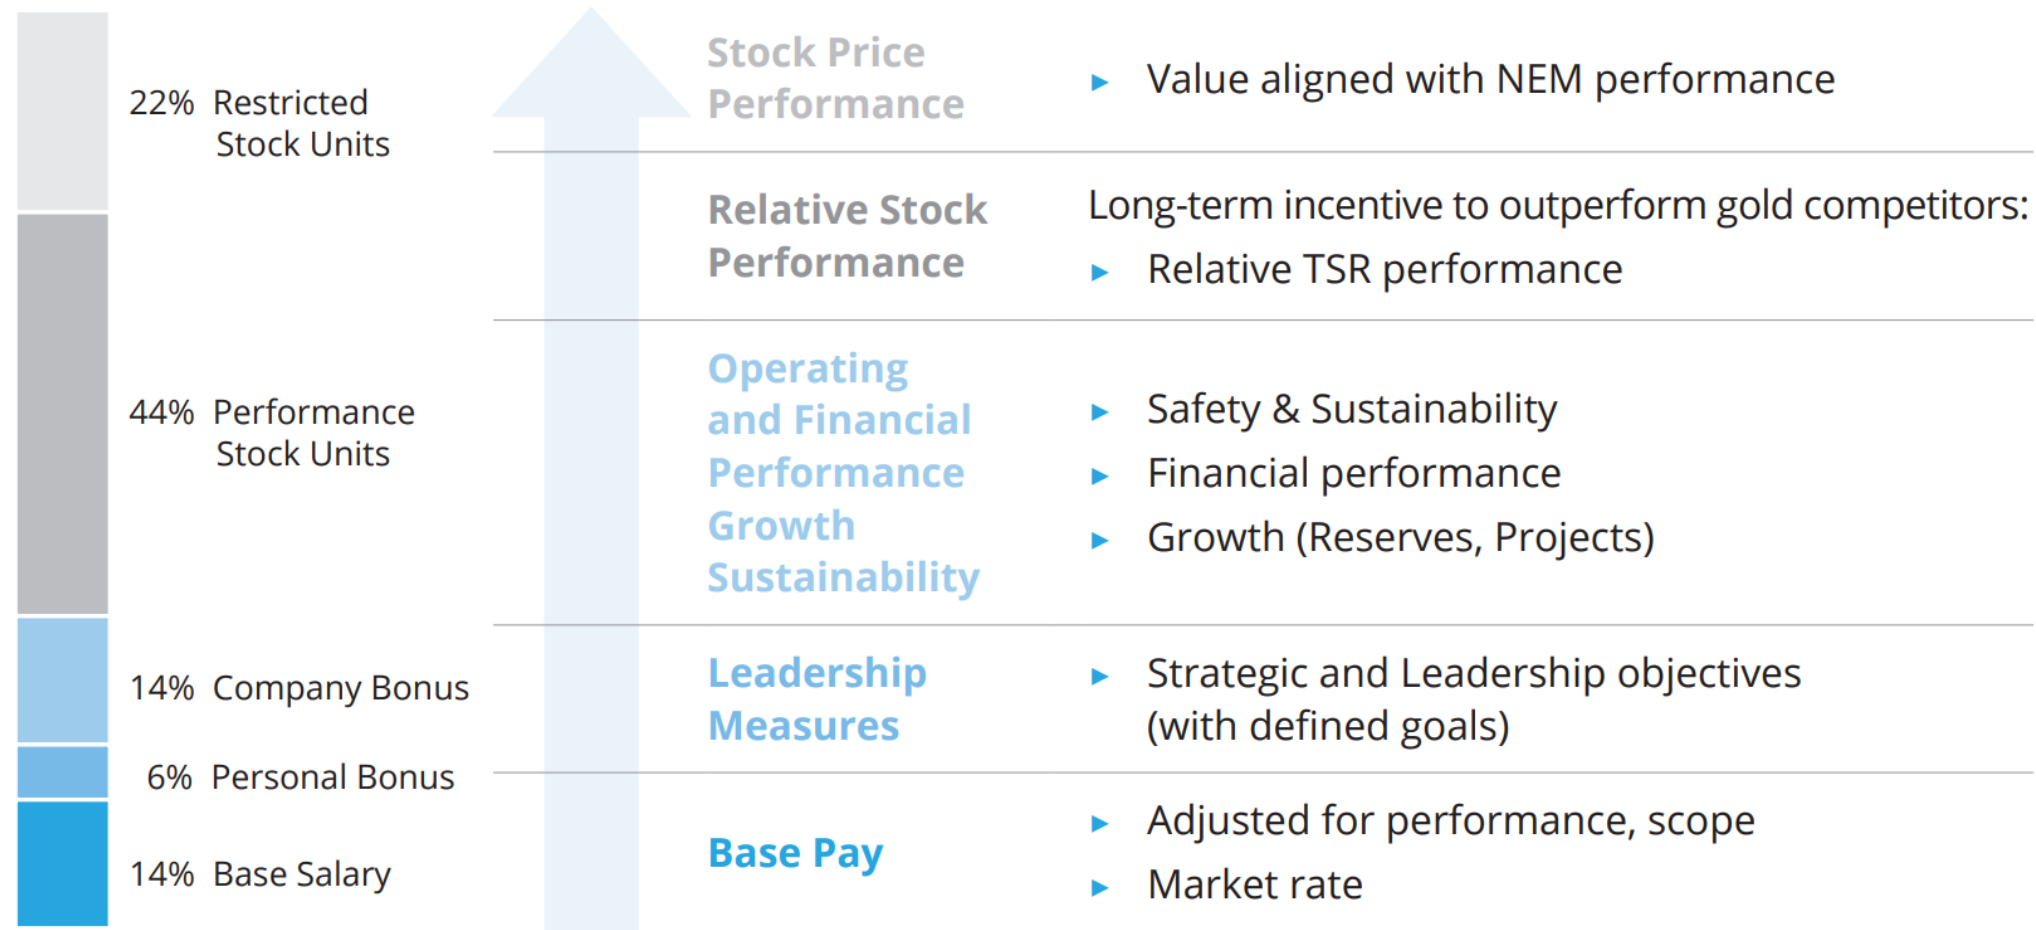 22% Restricted
Stock Units
44% Performance
Stock Units
14% Company Bonus
6% Personal Bonus
14% Base Salary
Stock Price
Performance
► Value aligned with NEM performance
Relative Stock
Performance
Long-term incentive to outperform gold competitors:
► Relative TSR performance
Operating
and Financial
Performance
Growth
Sustainability
► Safety & Sustainability
► Financial performance
► Growth (Reserves, Projects)
Leadership
Measures
► Strategic and Leadership objectives
(with defined goals)
Base Pay
► Adjusted for performance, scope
► Market rate